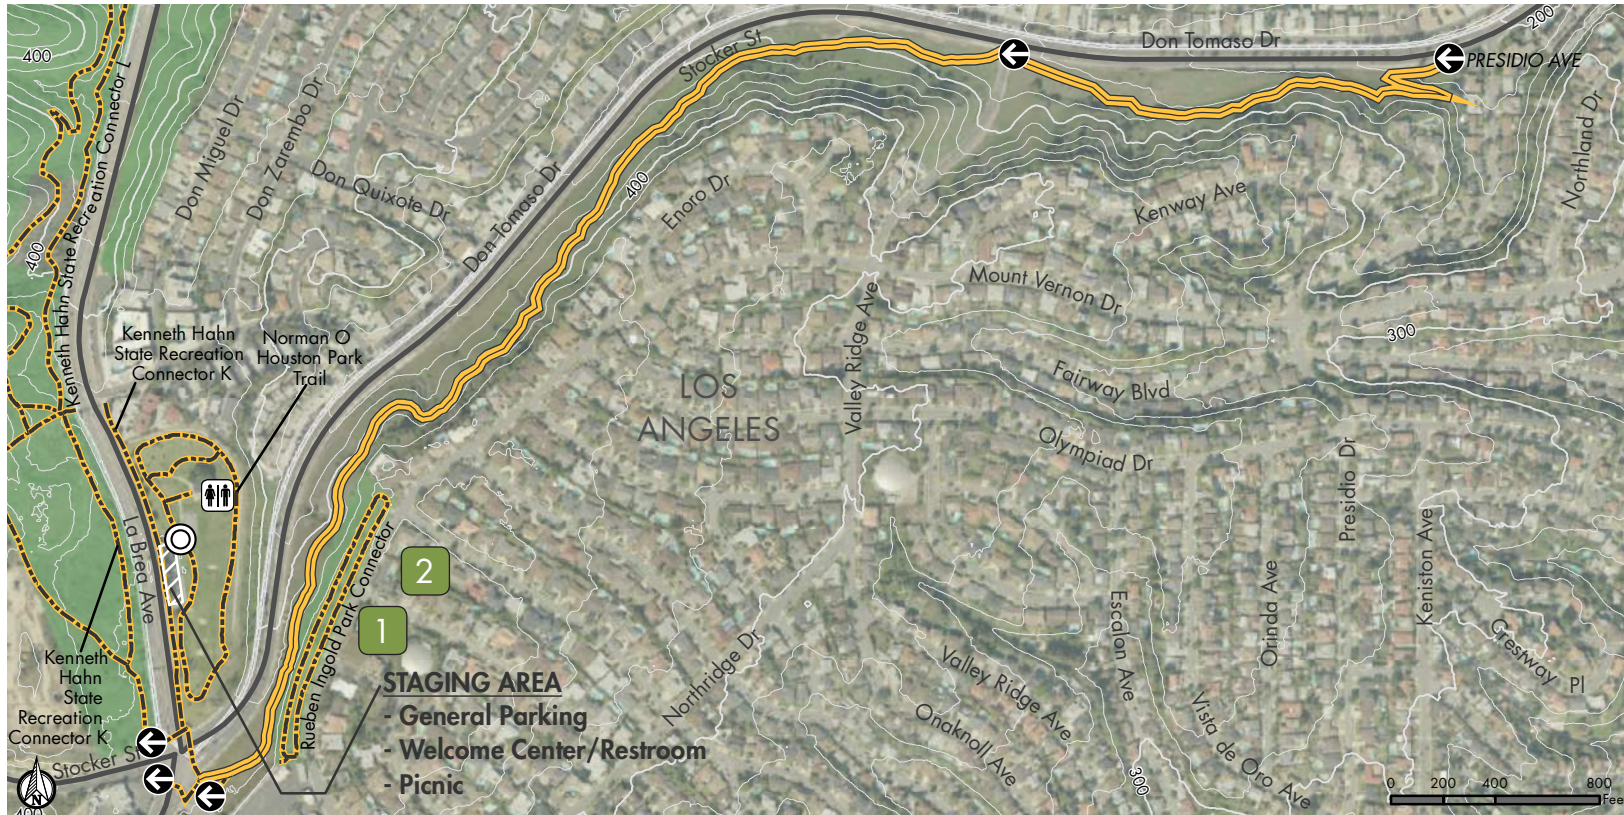 200
Don Tomaso Dr
Stocker St
PRESIDIO AVE
400
Kenneth Hahn State Recreation Connector L
Don Miguel Dr
Don Zarembo Dr
Don Quixote Dr
Don Tomaso Dr
400
Enoro Dr
Kenway Ave
Northland Dr
400
Mount Vernon Dr
Valley Ridge Ave
300
Kenneth Hahn
State Recreation
Connector K
Norman O
Houston Park
Trail
LOS
ANGELES
Fairway Blvd
Olympiad Dr
Presidio Dr
Keniston Ave
La Brea Ave
Rueben Ingold Park Connector
2
1
Escalon Ave
Orinda Ave
Crestway Pl
Northridge Dr
Valley Ridge Ave
Onaknoll Ave
Vista de Oro Ave
300
Kenneth
Hahn
State
Recreation
Connector K
STAGING AREA
- General Parking
- Welcome Center/Restroom
- Picnic
Stocker St
N
400
0 200 400 800
Feet